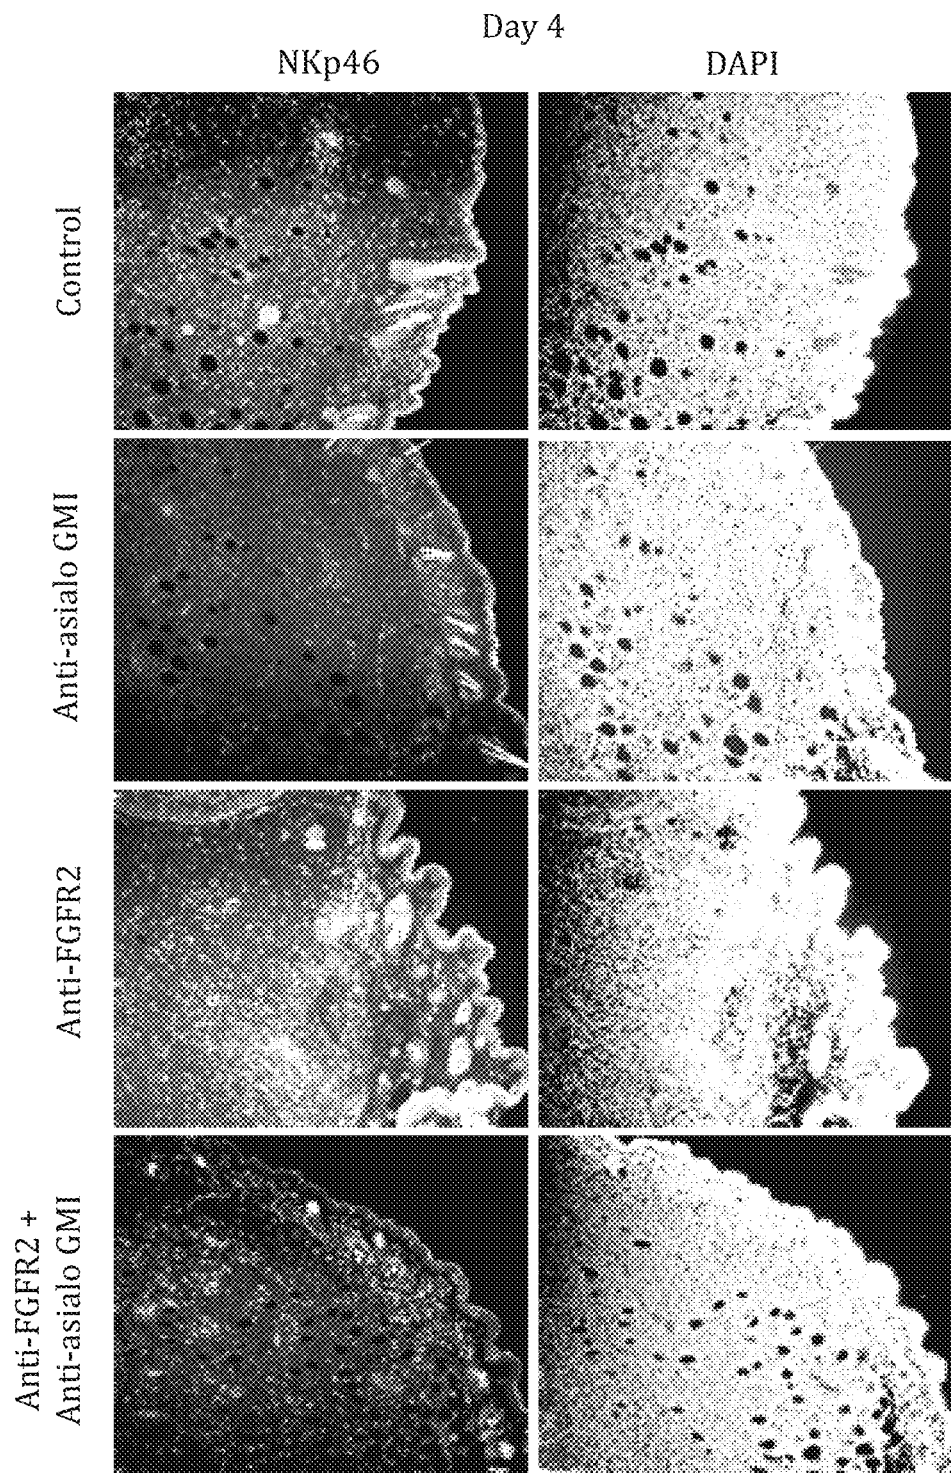 Day 4
NKp46 DAPI
Control
Anti-asialo GMI
Anti-FGFR2
Anti-FGFR2 +
Anti-asialo GMI